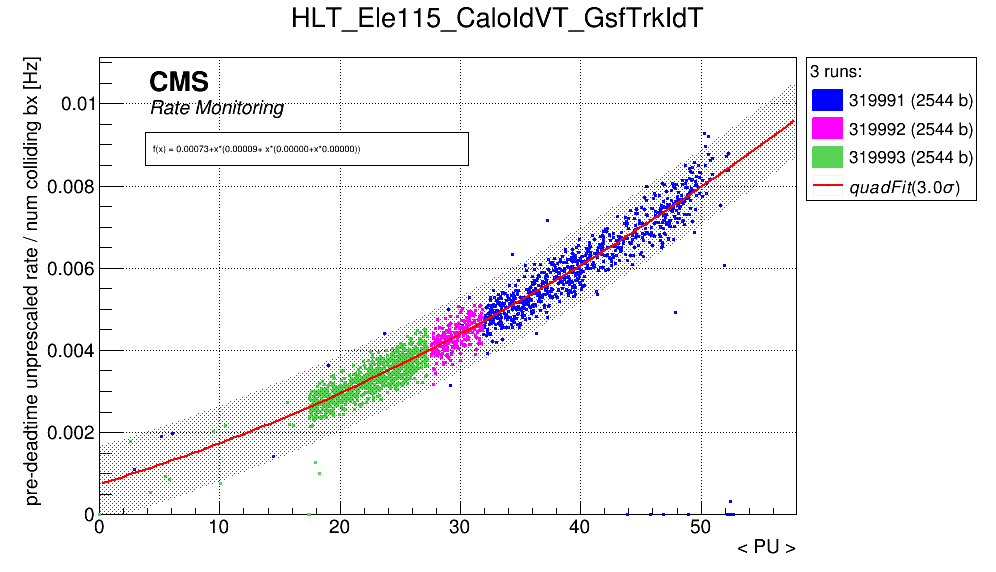 HLT_Ele115_CaloIdVT_GsfTrkIdT
pre-deadtime unprescaled rate / num colliding bx [Hz]
CMS
Rate Monitoring
f(x) = 0.00073+x*(0.00009+ x*(0.00000+x*0.00000))
0.01
0.008
0.006
0.004
0.002
0
0 10 20 30 40 50
< PU >
3 runs:
319991 (2544 b)
319992 (2544 b)
319993 (2544 b)
quadFit(3.0σ)